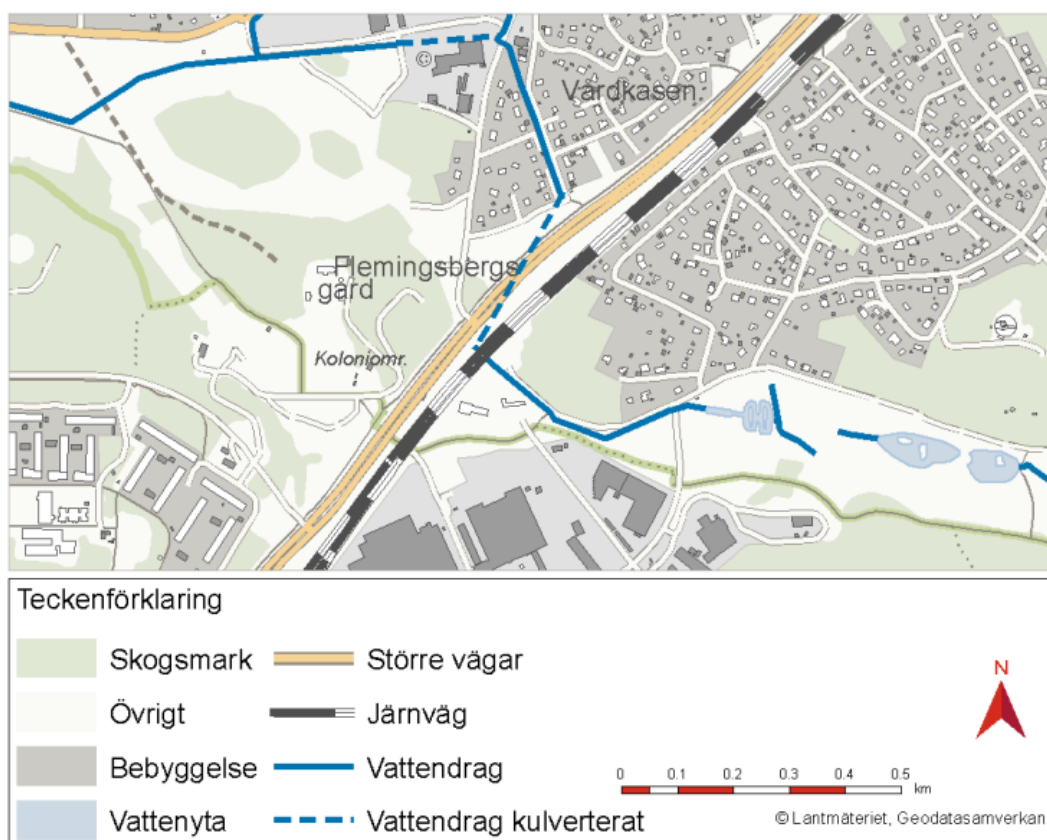 Vårdkasen
Flemingsbergs
gård
Koloniomr.
Teckenförklaring
Skogsmark
Större vägar
Övrigt
Järnväg
Bebyggelse
Vattendrag
Vattenyta
Vattendrag kulverterat
N
0 0.1 0.2 0.3 0.4 0.5
km
© Lantmäteriet, Geodatasamverkan